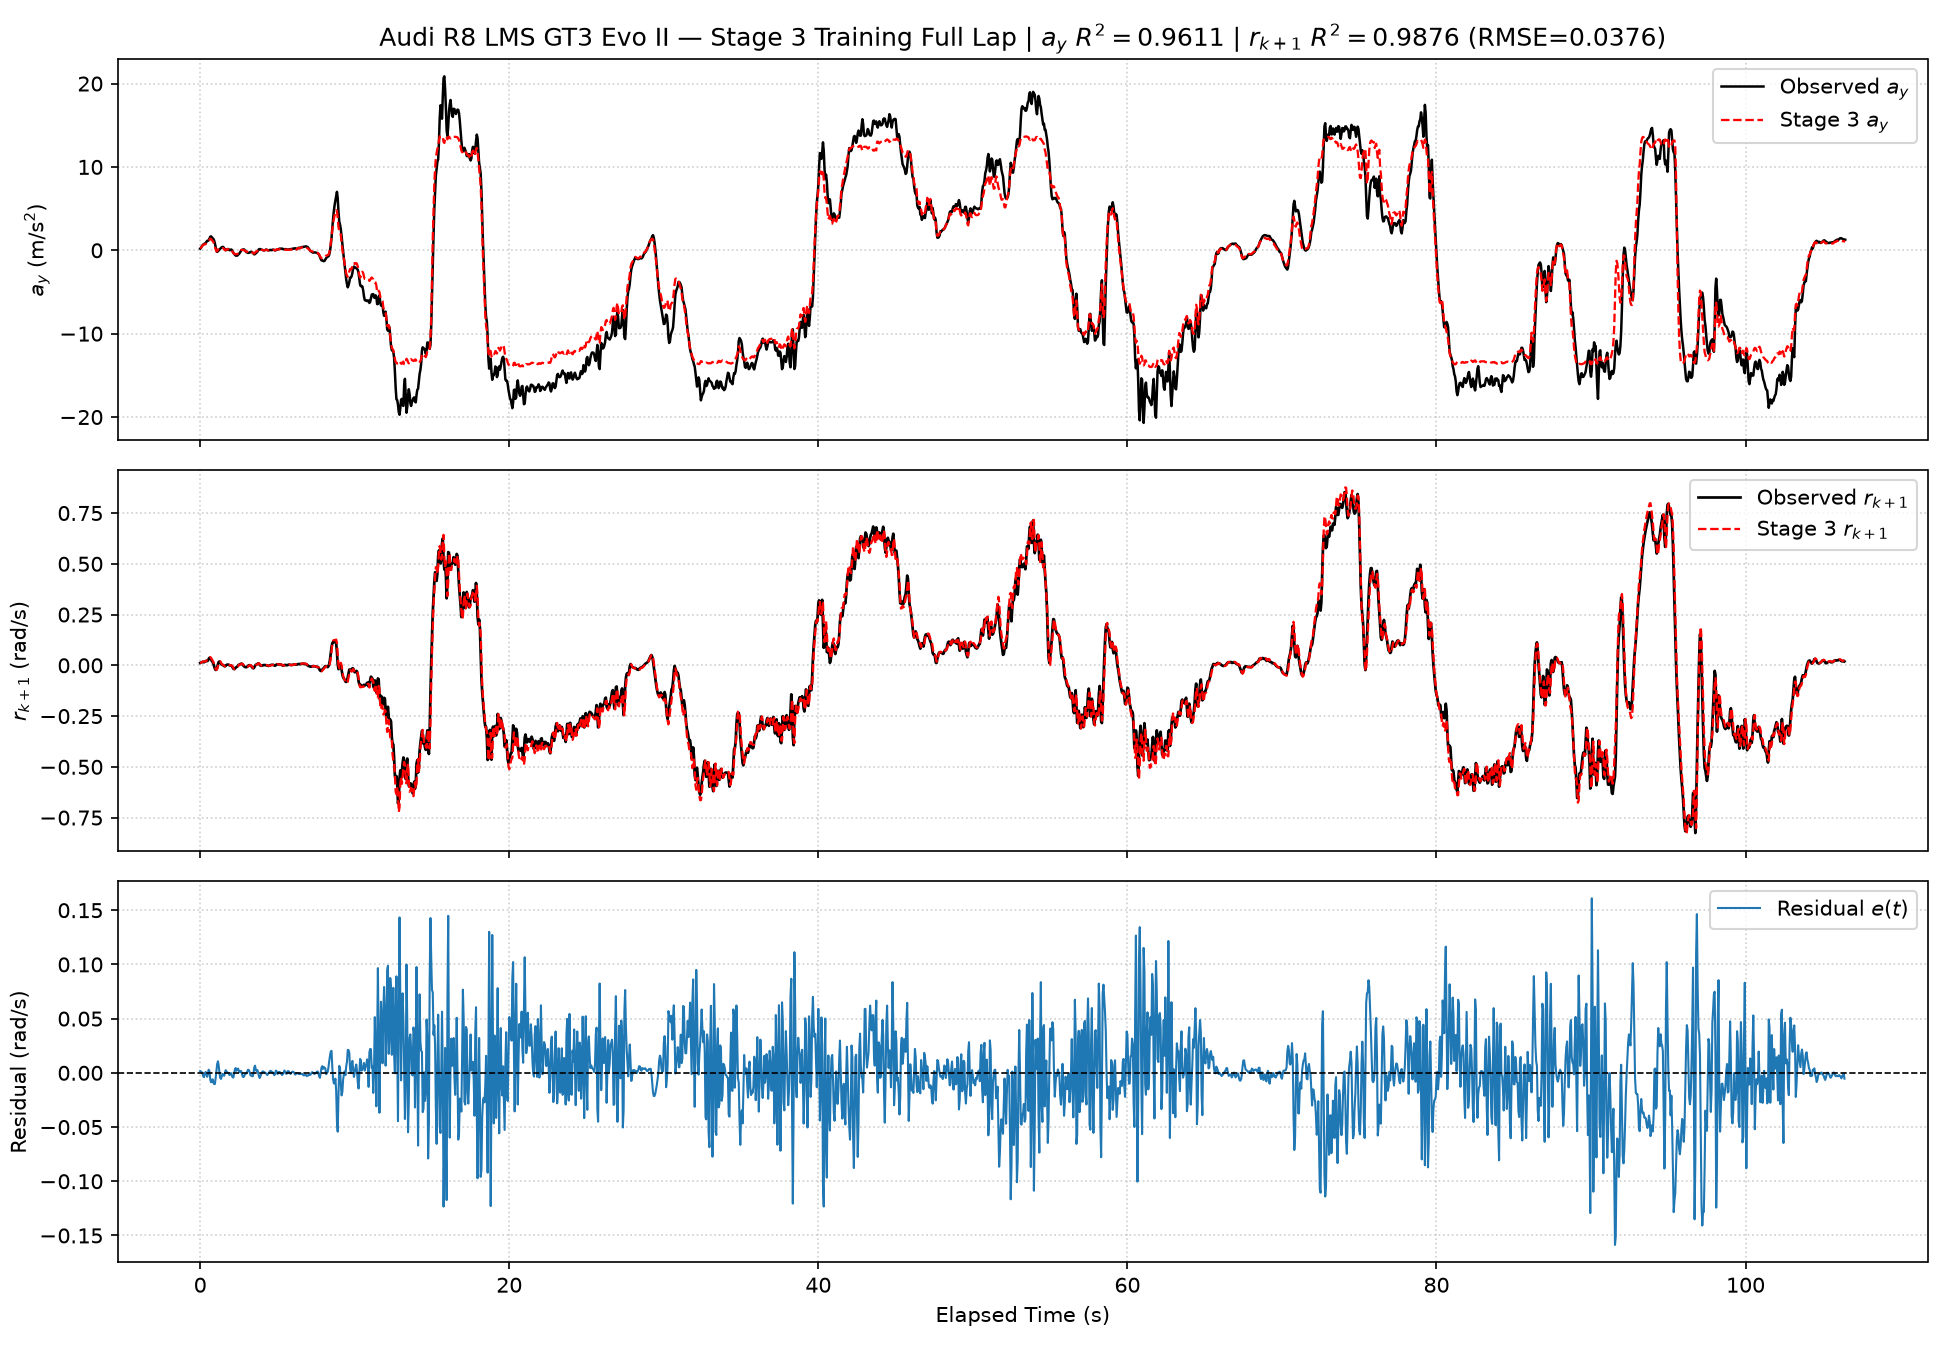 Audi R8 LMS GT3 Evo II — Stage 3 Training Full Lap | $a_y$ $R^2 = 0.9611$ | $r_{k+1}$ $R^2 = 0.9876$ (RMSE=0.0376)
20
10
0
−10
−20
$a_y$ (m/s$^2$)
Observed $a_y$
Stage 3 $a_y$
0.75
0.50
0.25
0.00
−0.25
−0.50
−0.75
$r_{k+1}$ (rad/s)
Observed $r_{k+1}$
Stage 3 $r_{k+1}$
0.15
0.10
0.05
0.00
−0.05
−0.10
−0.15
Residual (rad/s)
Residual $e(t)$
0 20 40 60 80 100
Elapsed Time (s)